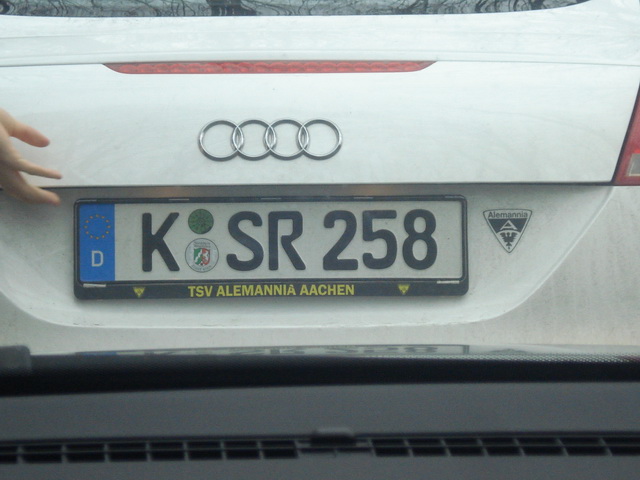 Alemannia
A
D K SR 258
TSV ALEMANNIA AACHEN